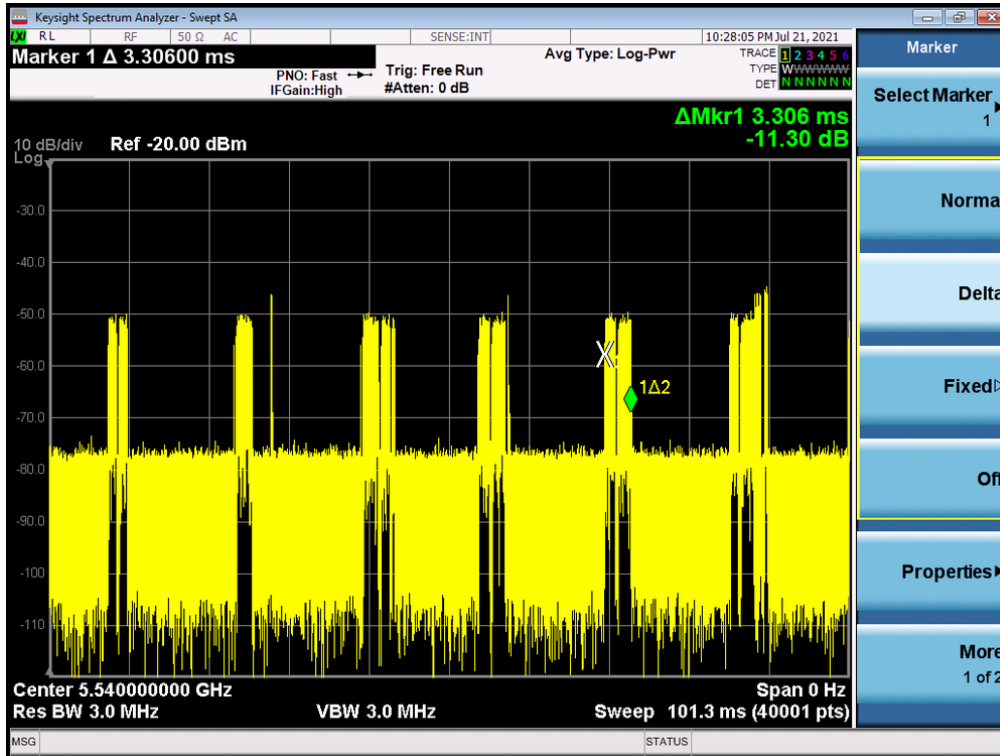 Keysight Spectrum Analyzer - Swept SA
LXI RL RF 50 Ω AC SENSE:INT 10:28:05 PM Jul 21, 2021
Marker 1 Δ 3.30600 ms
PNO: Fast
IFGain:High
Trig: Free Run
#Atten: 0 dB
Avg Type: Log-Pwr
TRACE 1 2 3 4 5 6
TYPE WWWWWW
DET N N N N N N
ΔMkr1 3.306 ms
-11.30 dB
10 dB/div
Log
Ref -20.00 dBm
-30.0
-40.0
-50.0
-60.0
-70.0
-80.0
-90.0
-100
-110
X
1Δ2
Center 5.540000000 GHz
Span 0 Hz
Res BW 3.0 MHz
VBW 3.0 MHz
Sweep 101.3 ms (40001 pts)
MSG
STATUS
Marker
Select Marker
1
Norma
Delta
Fixed
Off
Properties
More
1 of 2